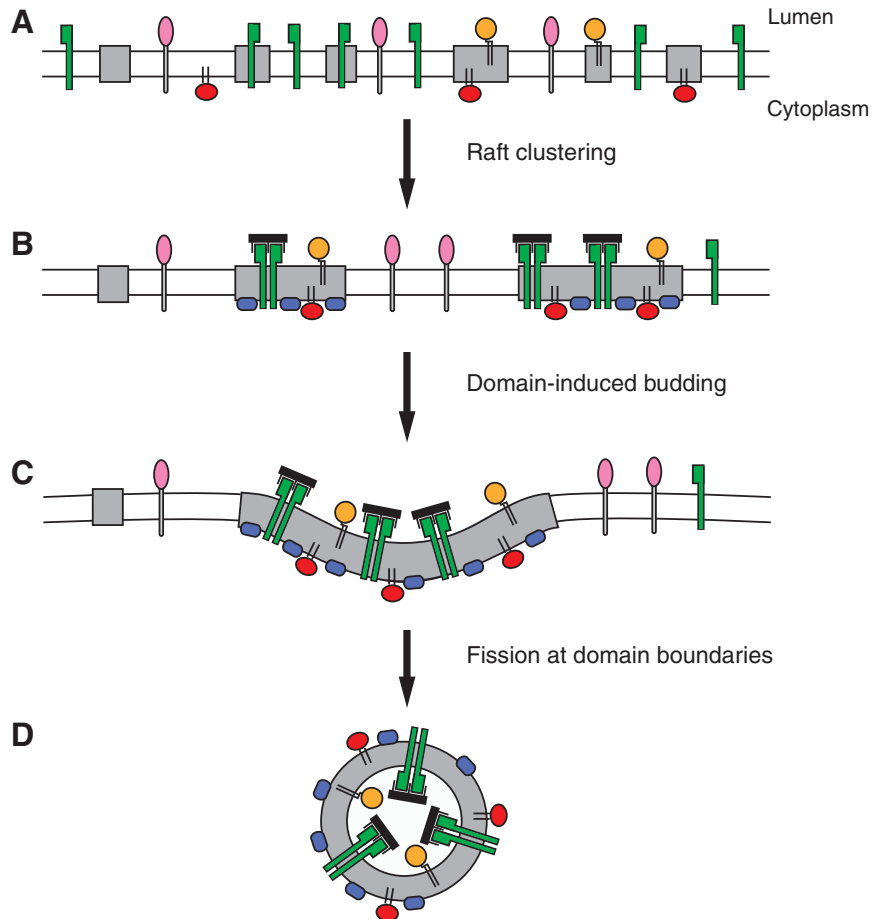 A
Lumen
Cytoplasm
Raft clustering
B
Domain-induced budding
C
Fission at domain boundaries
D